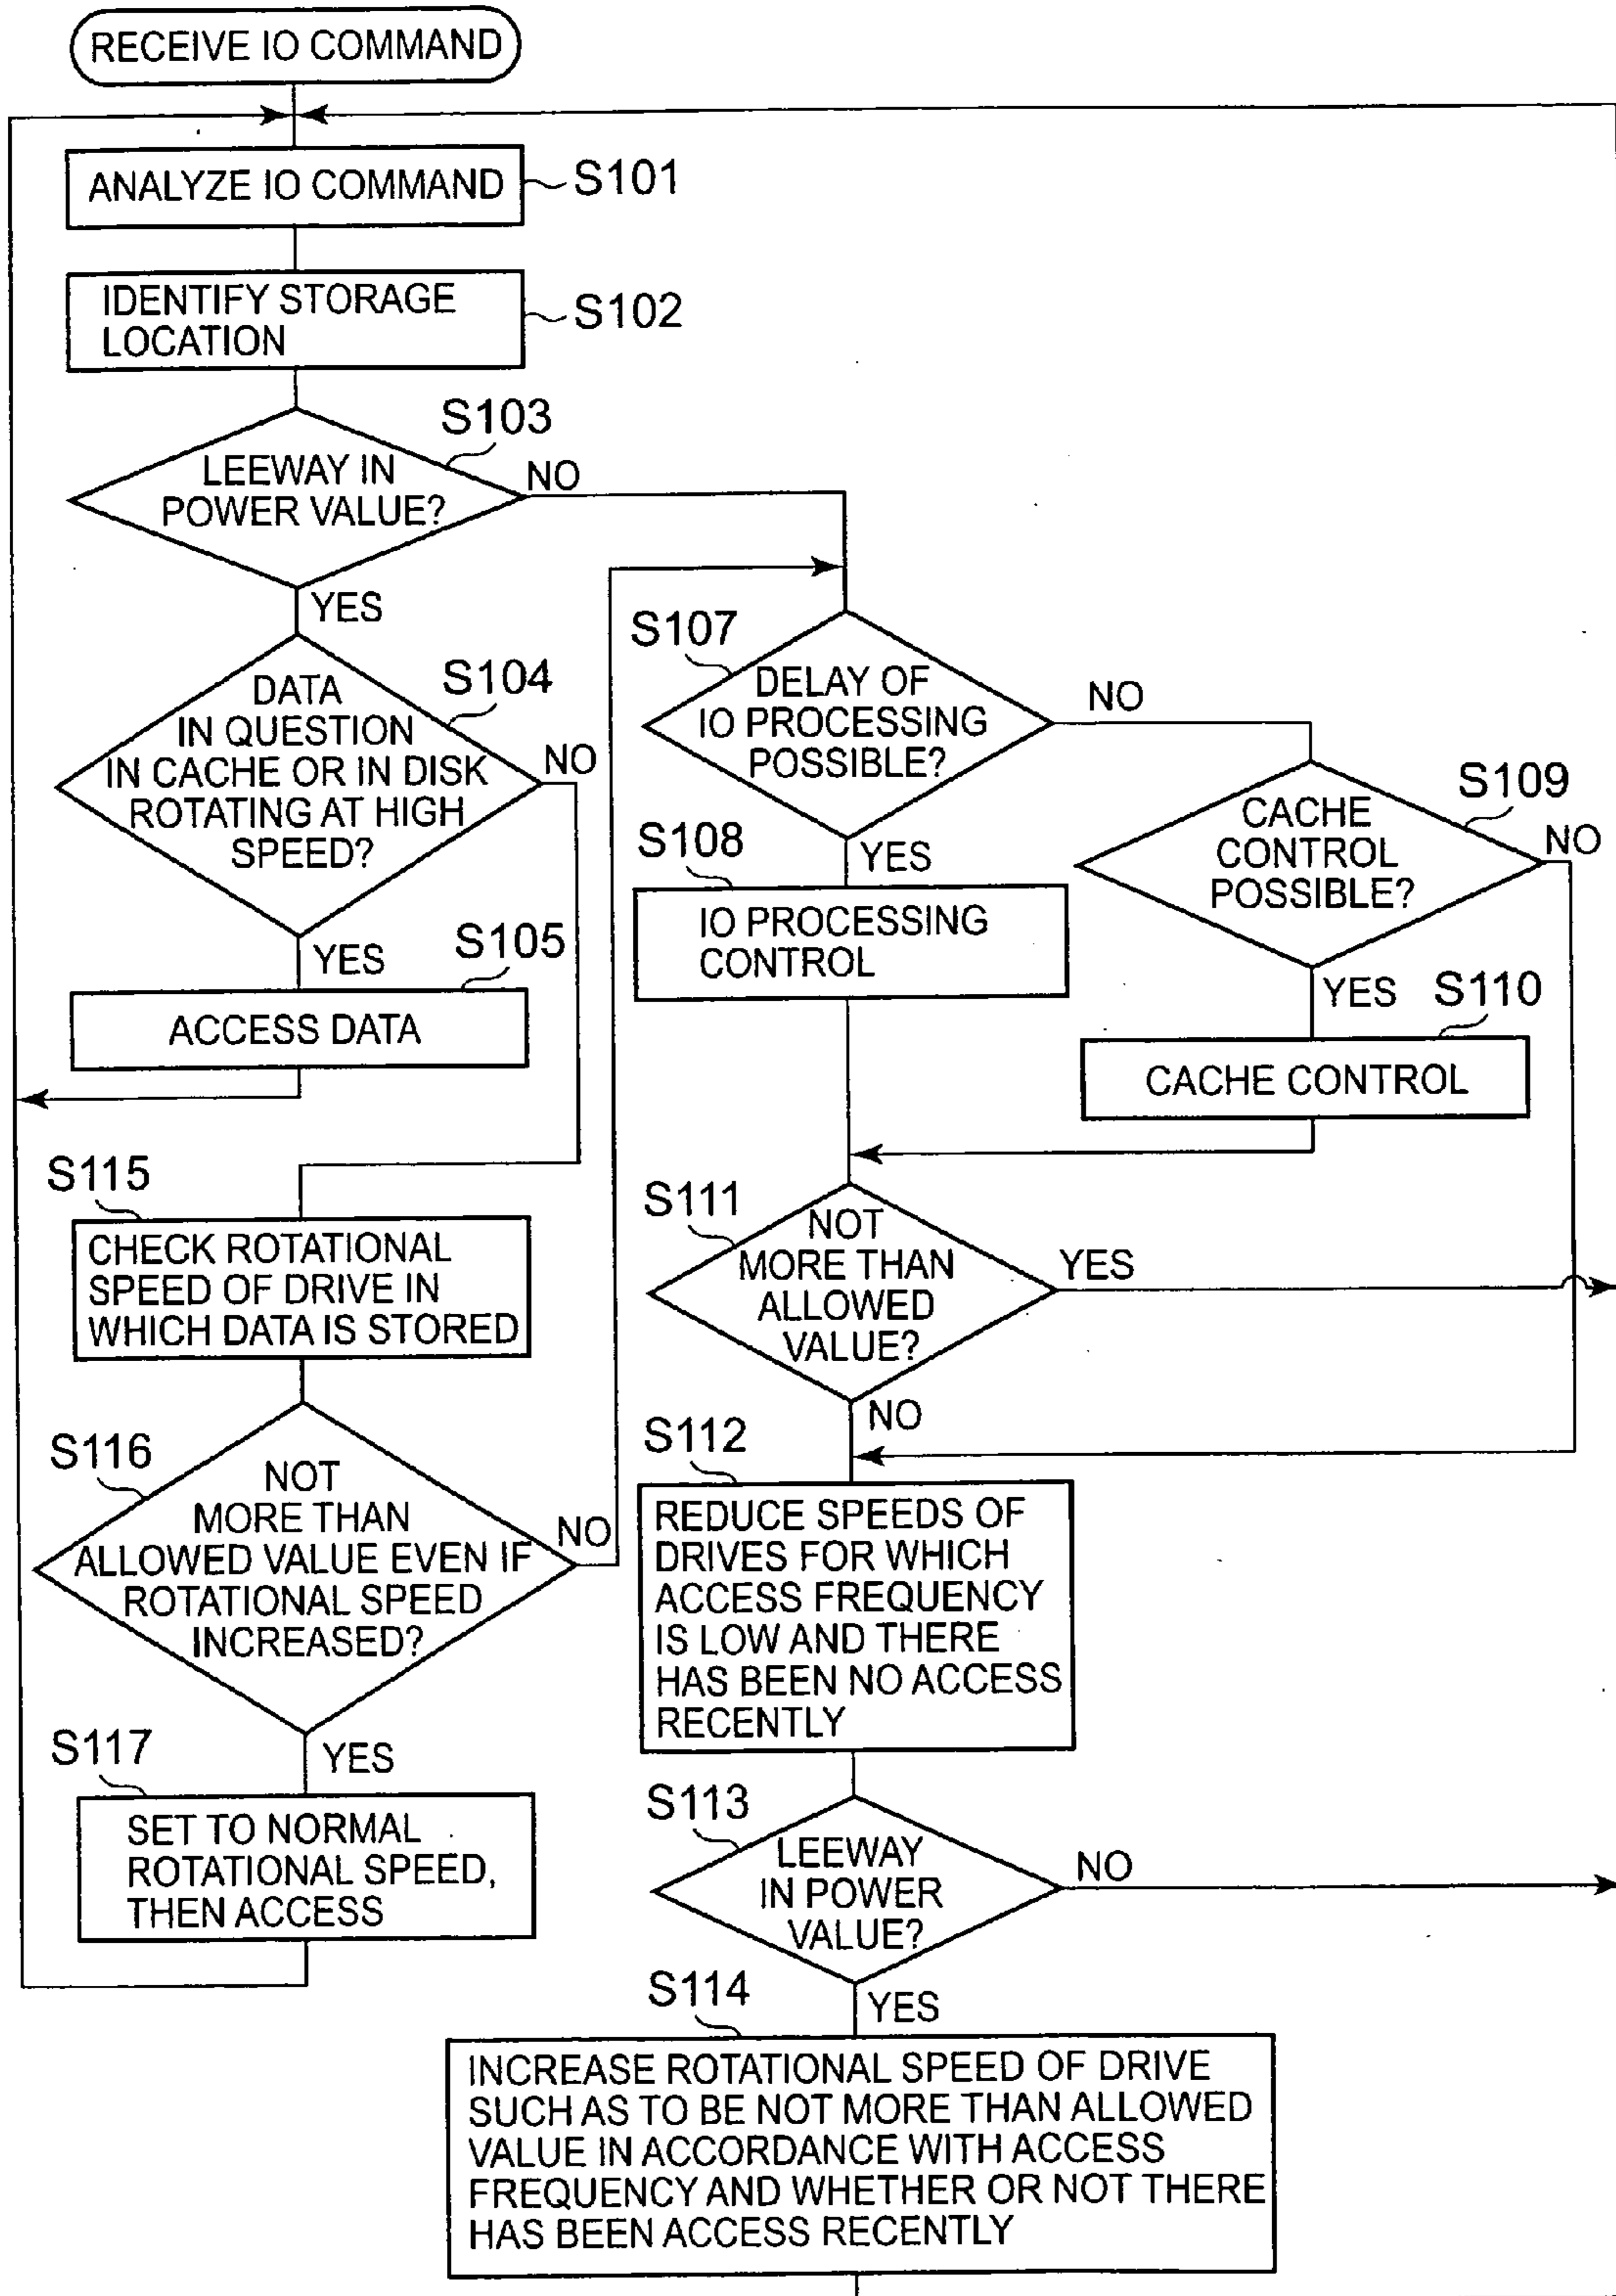 RECEIVE IO COMMAND
ANALYZE IO COMMAND
S101
IDENTIFY STORAGE
LOCATION
S102
S103
LEEWAY IN
POWER VALUE?
NO
YES
S104
DATA
IN QUESTION
IN CACHE OR IN DISK
ROTATING AT HIGH
SPEED?
NO
YES
S105
ACCESS DATA
S115
CHECK ROTATIONAL
SPEED OF DRIVE IN
WHICH DATA IS STORED
S116
NOT
MORE THAN
ALLOWED VALUE EVEN IF
ROTATIONAL SPEED
INCREASED?
NO
YES
S117
SET TO NORMAL
ROTATIONAL SPEED,
THEN ACCESS
S107
DELAY OF
IO PROCESSING
POSSIBLE?
NO
YES
S108
IO PROCESSING
CONTROL
S109
CACHE
CONTROL
POSSIBLE?
NO
YES
S110
CACHE CONTROL
S111
NOT
MORE THAN
ALLOWED
VALUE?
YES
NO
S112
REDUCE SPEEDS OF
DRIVES FOR WHICH
ACCESS FREQUENCY
IS LOW AND THERE
HAS BEEN NO ACCESS
RECENTLY
S113
LEEWAY
IN POWER
VALUE?
NO
YES
S114
INCREASE ROTATIONAL SPEED OF DRIVE
SUCH AS TO BE NOT MORE THAN ALLOWED
VALUE IN ACCORDANCE WITH ACCESS
FREQUENCY AND WHETHER OR NOT THERE
HAS BEEN ACCESS RECENTLY